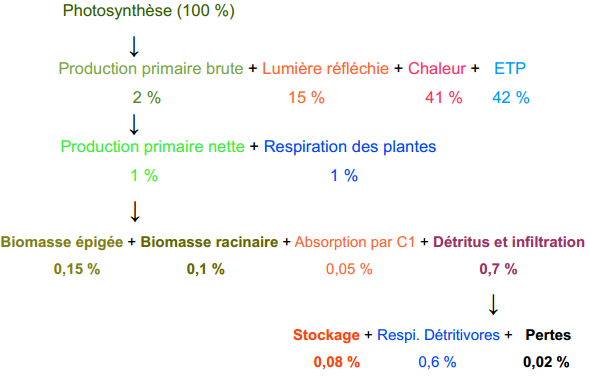 Photosynthèse (100 %)
↓
Production primaire brute + Lumière réfléchie + Chaleur + ETP
2 % 15 % 41 % 42 %
↓
Production primaire nette + Respiration des plantes
1 % 1 %
↓
Biomasse épigée + Biomasse racinaire + Absorption par C1 + Détritus et infiltration
0,15 % 0,1 % 0,05 % 0,7 %
↓
Stockage + Respi. Détritivores + Pertes
0,08 % 0,6 % 0,02 %